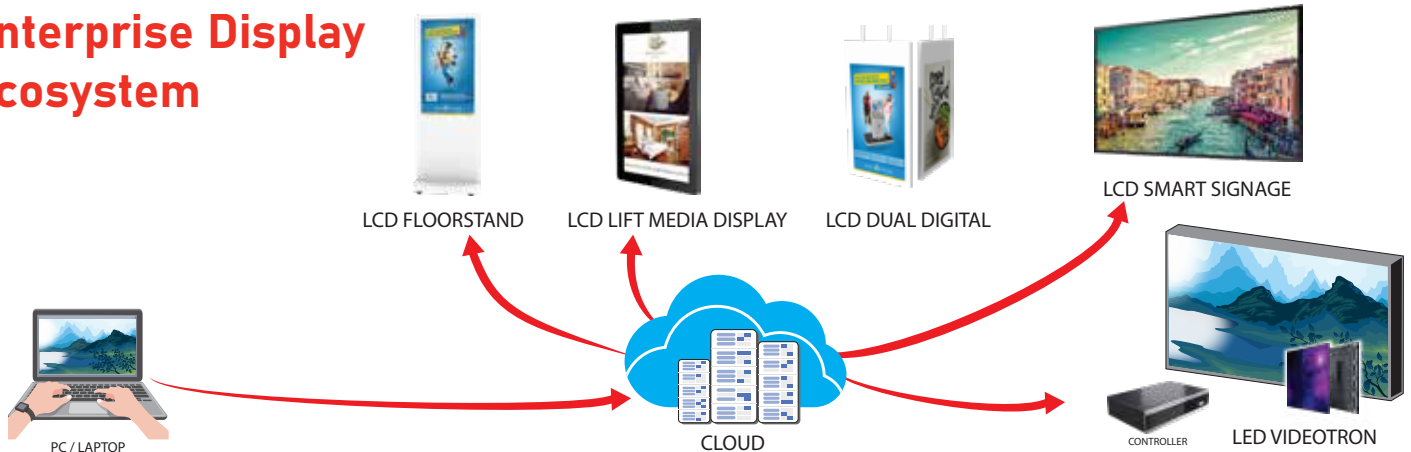 nterprise Display
cosystem
LCD FLOORSTAND
LCD LIFT MEDIA DISPLAY
LCD DUAL DIGITAL
LCD SMART SIGNAGE
PC / LAPTOP
CLOUD
CONTROLLER
LED VIDEOTRON